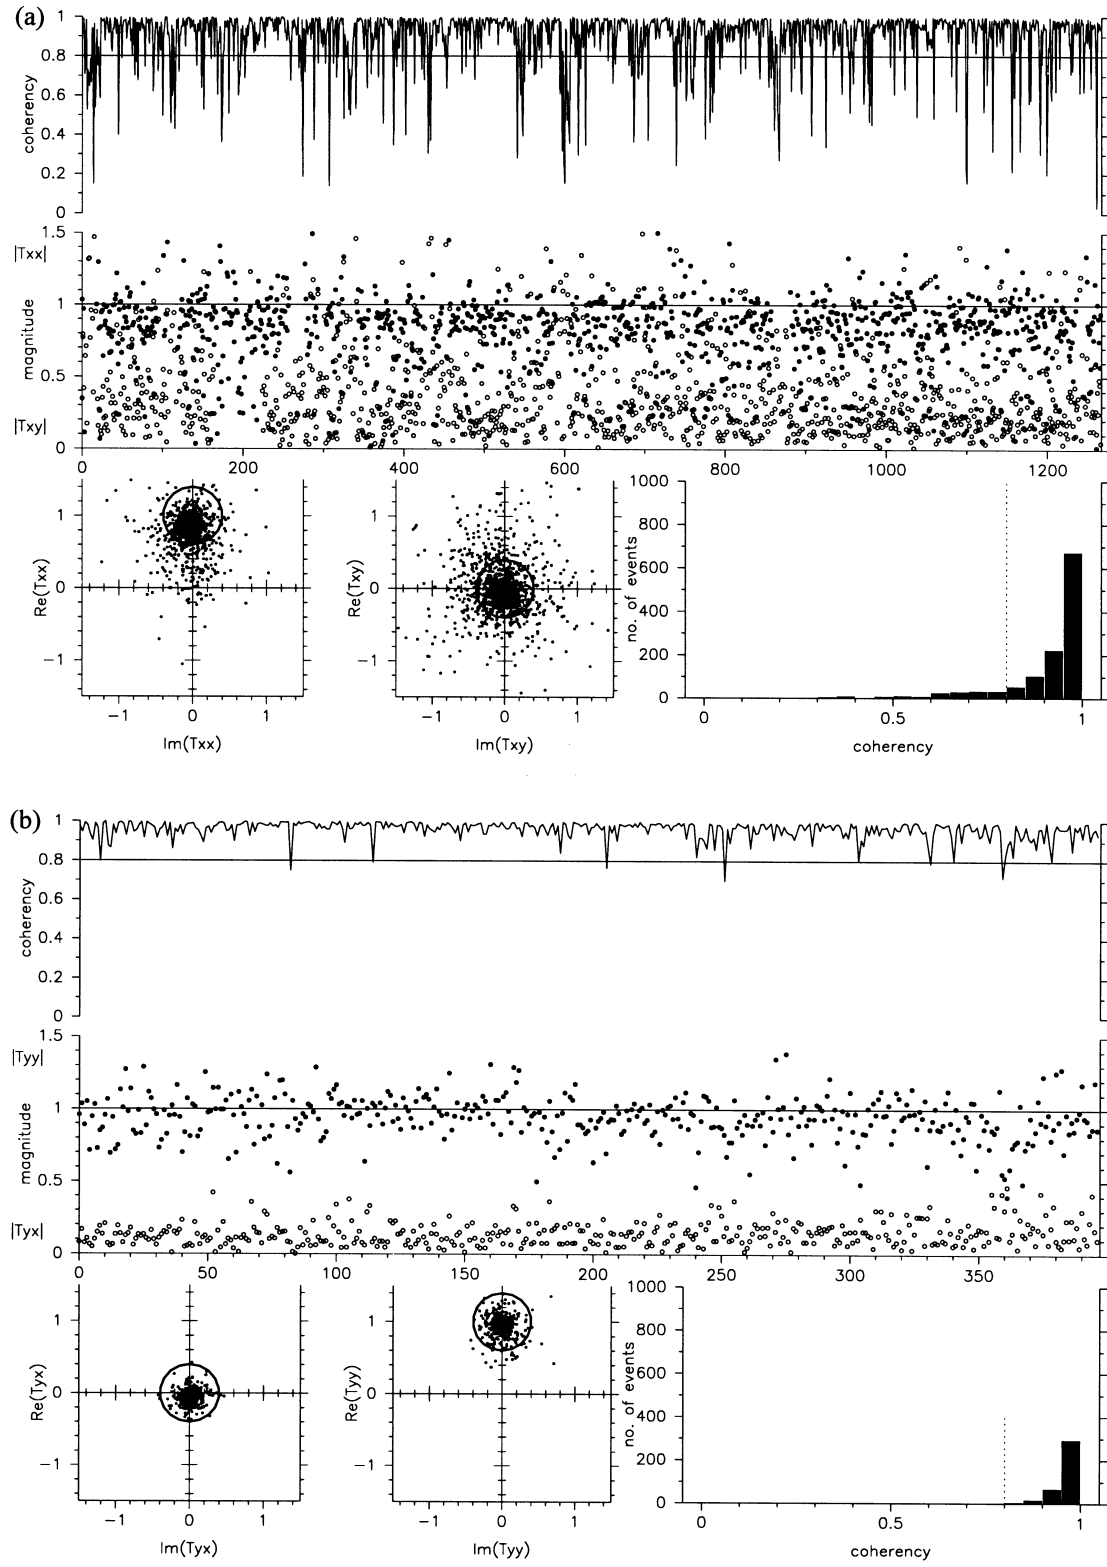 (a)
1
0.8
0.6
0.4
0.2
0
coherency
1.5
|Txx|
1
magnitude
0.5
|Txy|
0
0 200 400 600 800 1000 1200
1
0
−1
Re(Txx)
−1 0 1
Im(Txx)
1
0
−1
Re(Txy)
−1 0 1
Im(Txy)
1000
800
600
400
200
0
no. of events
0 0.5 1
coherency
(b)
1
0.8
0.6
0.4
0.2
0
coherency
1.5
|Tyy|
1
magnitude
0.5
|Tyx|
0
0 50 100 150 200 250 300 350
1
0
−1
Re(Tyx)
−1 0 1
Im(Tyx)
1
0
−1
Re(Tyy)
−1 0 1
Im(Tyy)
1000
800
600
400
200
0
no. of events
0 0.5 1
coherency